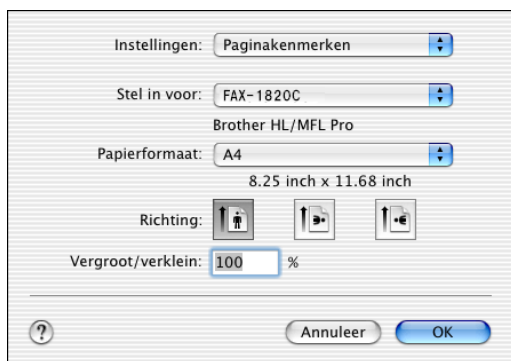 Instellingen: Paginakenmerken
Stel in voor: FAX-1820C
Brother HL/MFL Pro
Papierformaat: A4
8.25 inch x 11.68 inch
Richting:
Vergroot/verklein: 100 %
? Annuleer OK